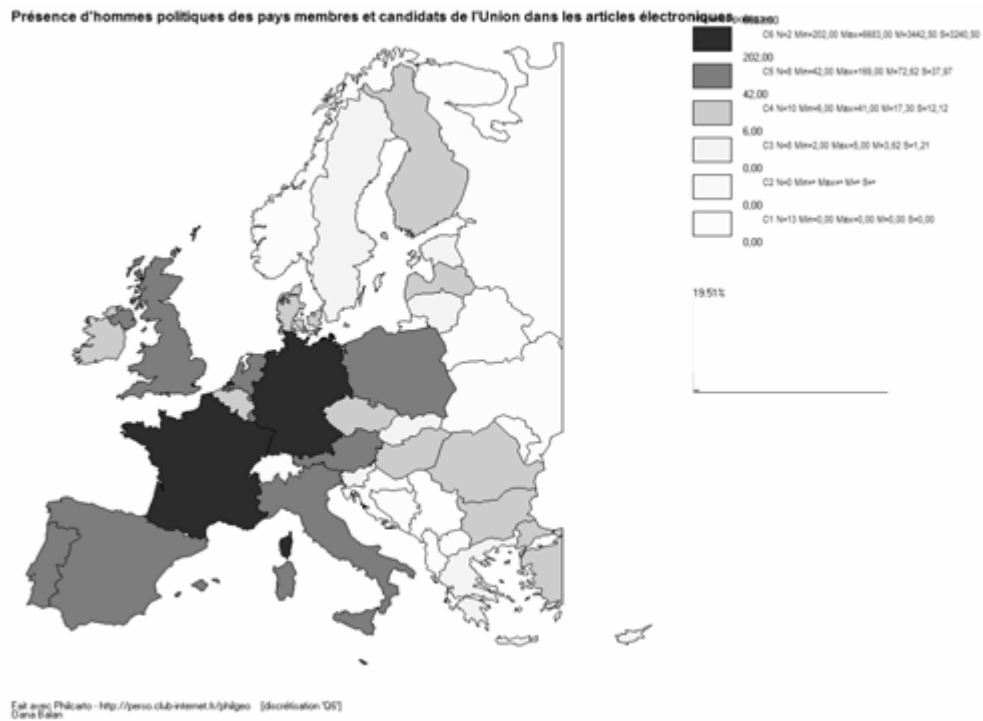 Présence d'hommes politiques des pays membres et candidats de l'Union dans les articles électroniques
C6 N=2 Min=202,00 Max=6683,00 M=3442,50 S=3240,50
202,00
C5 N=8 Min=42,00 Max=169,00 M=72,62 S=37,97
42,00
C4 N=10 Min=6,00 Max=41,00 M=17,30 S=12,12
6,00
C3 N=8 Min=2,00 Max=5,00 M=3,62 S=1,21
0,00
C2 N=0 Min= Max= M= S=
0,00
C1 N=13 Min=0,00 Max=0,00 M=0,00 S=0,00
0,00
19.51%
Fait avec Philcarto - http://perso.club-internet.fr/philgeo [discrétisation 'Q6']
Dana Balan